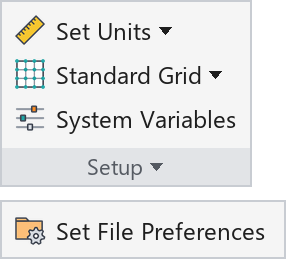 Set Units
Standard Grid
System Variables
Setup
Set File Preferences